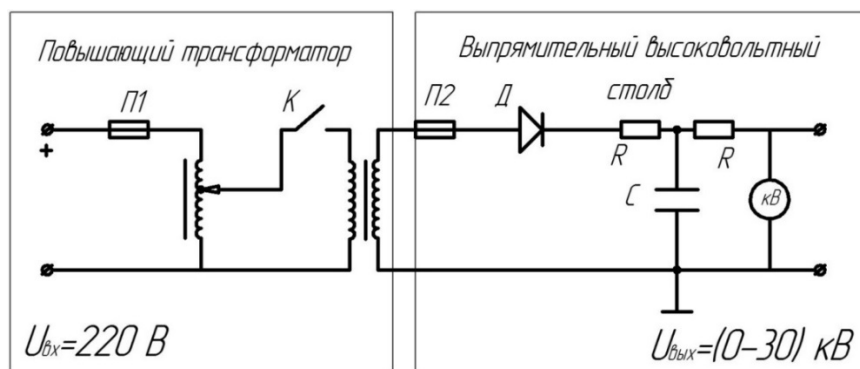 Повышающий трансформатор
Выпрямительный высоковольтный
столб
П1
К
П2
Д
R
R
С
кВ
+
Uвх=220 В
Uвых=(0-30) кВ